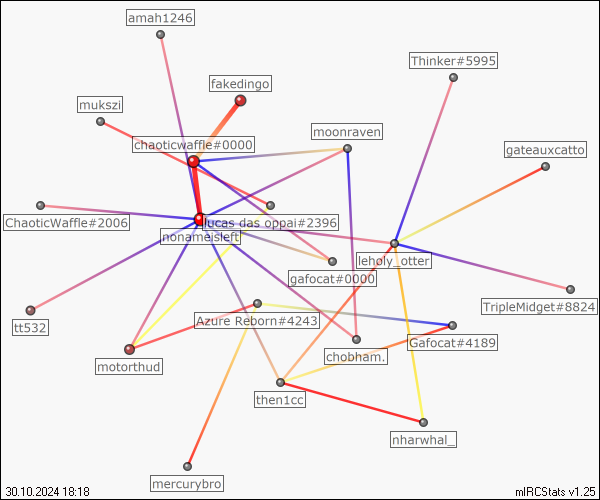 amah1246
Thinker#5995
fakedingo
mukszi
moonraven
chaoticwaffle#0000
gateauxcatto
ChaoticWaffle#2006
lucas das oppai#2396
nonameisleft
lehøly_otter
gafocat#0000
TripleMidget#8824
tt532
Azure Reborn#4243
Gafocat#4189
chobham.
motorthud
then1cc
nharwhal_
mercurybro
30.10.2024 18:18
mIRCStats v1.25